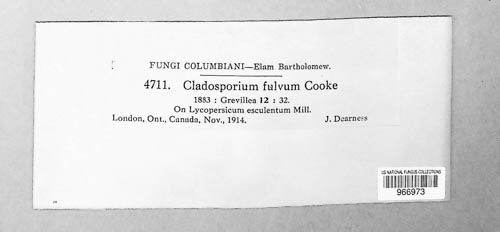 FUNGI COLUMBIANI—Elam Bartholomew.
4711. Cladosporium fulvum Cooke
1883 : Grevillea 12 : 32.
On Lycopersicum esculentum Mill.
London, Ont., Canada, Nov., 1914. J. Dearness
US NATIONAL FUNGUS COLLECTIONS
966973